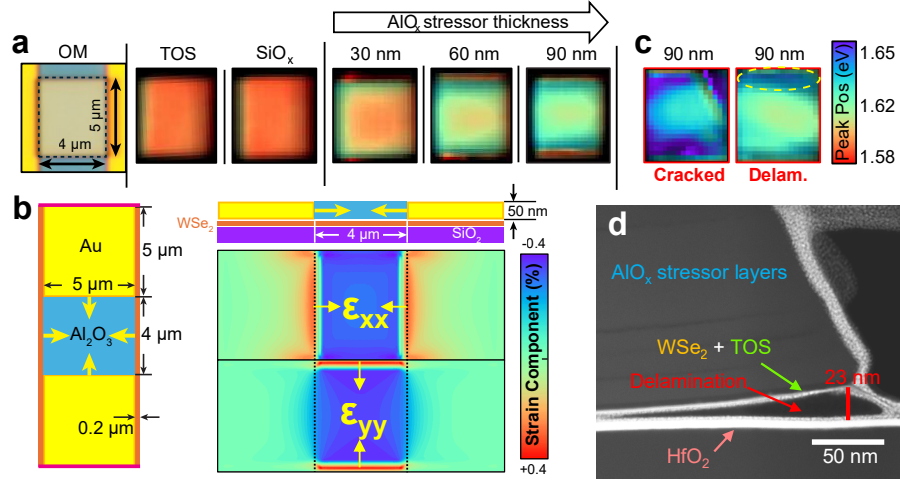 AlOx stressor thickness
a
OM
TOS
SiOx
30 nm
60 nm
90 nm
5 µm
4 µm
c
90 nm
90 nm
Cracked
Delam.
Peak Pos (eV)
1.65
1.62
1.58
b
Au
5 µm
5 µm
Al2O3
4 µm
0.2 µm
WSe2
4 µm
SiO2
50 nm
εxx
εyy
-0.4
Strain Component (%)
+0.4
d
AlOx stressor layers
WSe2 + TOS
Delamination
23 nm
HfO2
50 nm